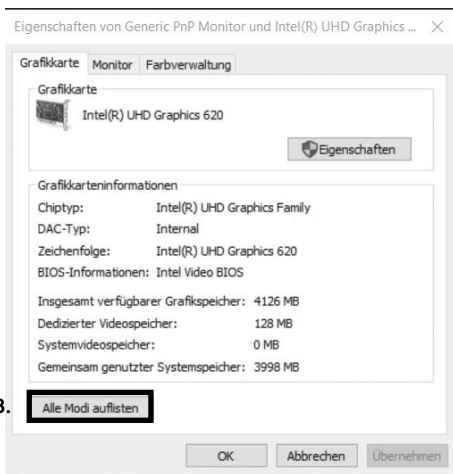 Eigenschaften von Generic PnP Monitor und Intel(R) UHD Graphics ...
Grafikkarte Monitor Farbverwaltung
Grafikkarte
Intel(R) UHD Graphics 620
Eigenschaften
Grafikkarteninformationen
Chiptyp: Intel(R) UHD Graphics Family
DAC-Typ: Internal
Zeichenfolge: Intel(R) UHD Graphics 620
BIOS-Informationen: Intel Video BIOS
Insgesamt verfügbarer Grafikspeicher: 4126 MB
Dedizierter Videospeicher: 128 MB
Systemvideospeicher: 0 MB
Gemeinsam genutzter Systemspeicher: 3998 MB
3. Alle Modi auflisten
OK Abbrechen Übernehmen